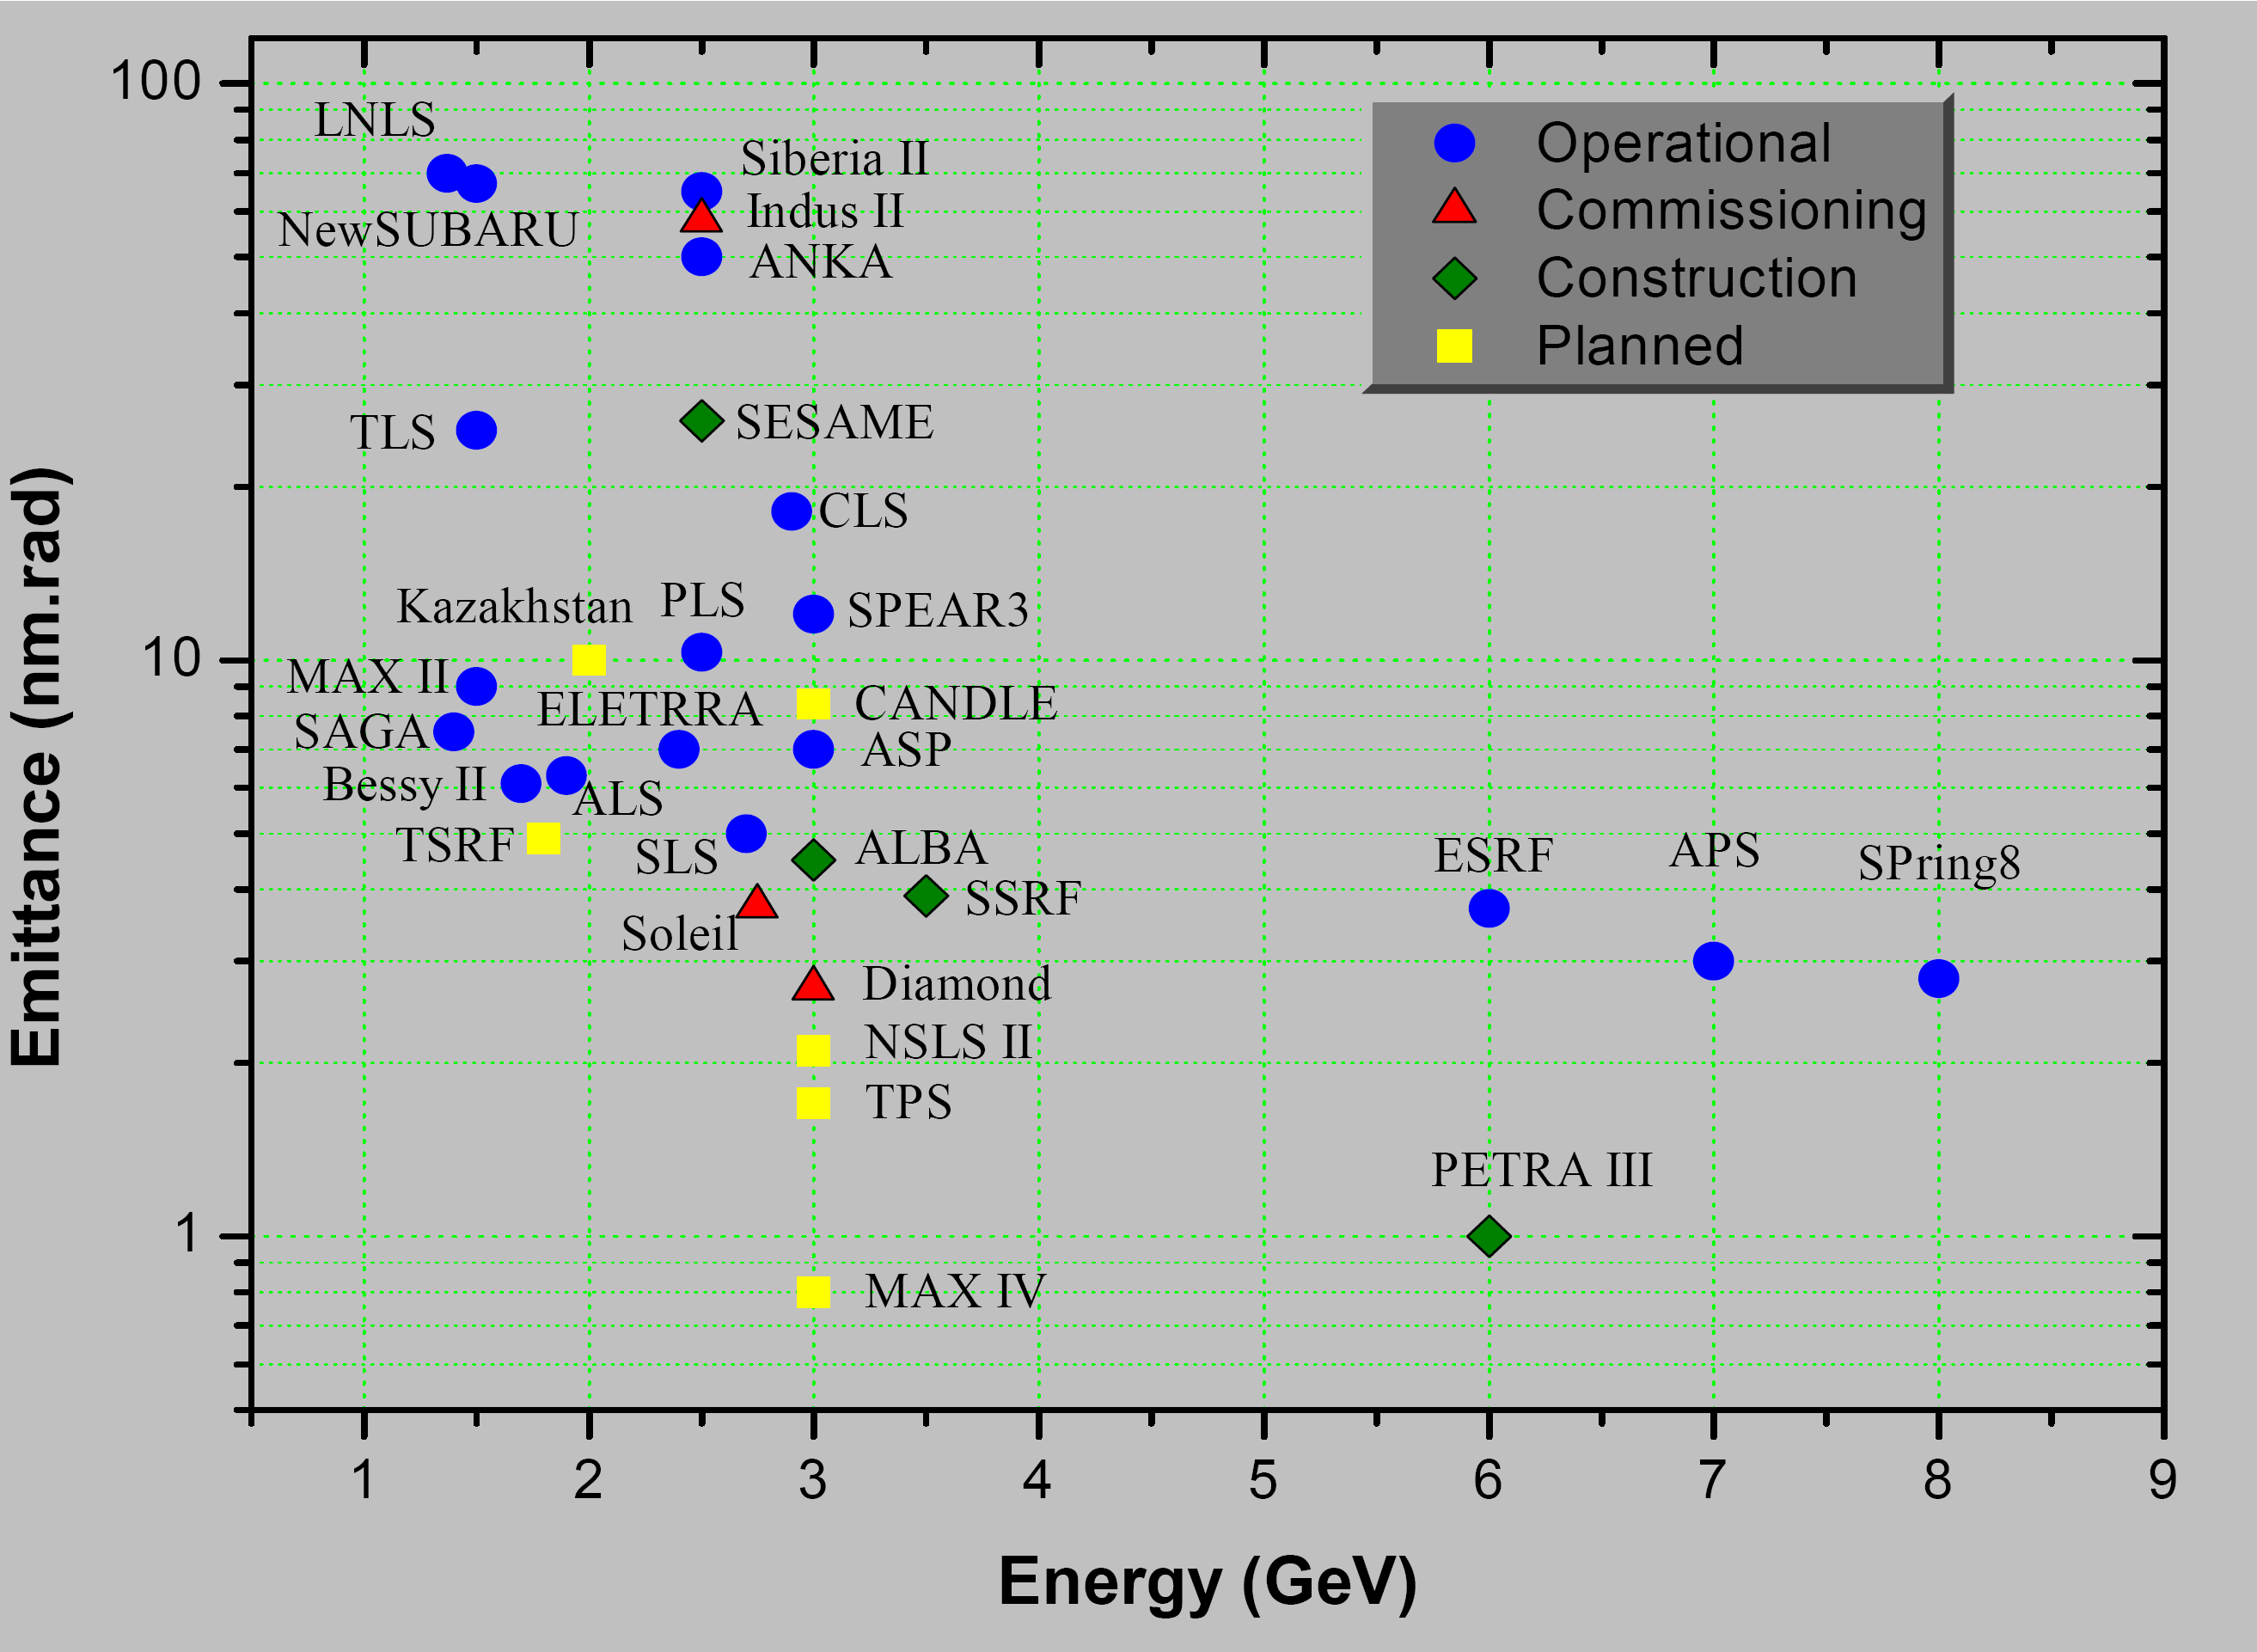 100
LNLS
Siberia II
NewSUBARU
Indus II
ANKA
Operational
Commissioning
Construction
Planned
TLS
SESAME
CLS
Kazakhstan
PLS
SPEAR3
10
MAX II
ELETRRA
CANDLE
SAGA
ASP
Bessy II
ALS
TSRF
SLS
ALBA
ESRF
APS
SPring8
Soleil
SSRF
Diamond
NSLS II
TPS
PETRA III
1
MAX IV
Emittance (nm.rad)
1 2 3 4 5 6 7 8 9
Energy (GeV)